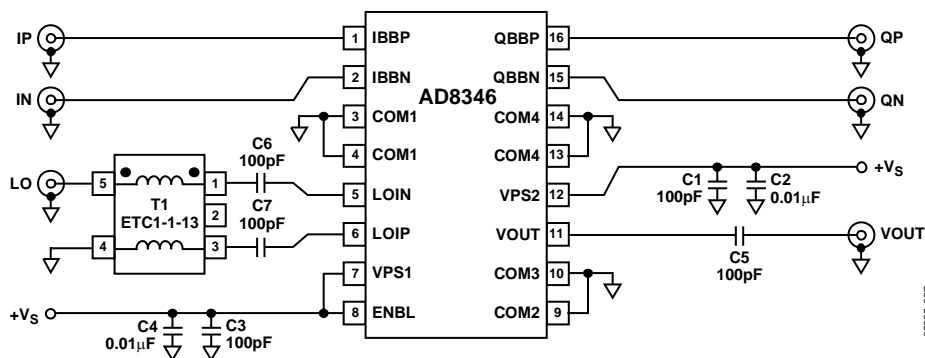 IP 1 IBBP QBBP 16 QP
AD8346
IN 2 IBBN QBBN 15 QN
3 COM1 COM4 14
C6
100pF
4 COM1 COM4 13
LO 5 1 5 LOIN VPS2 12 +VS
C1
100pF
C2
0.01µF
T1
ETC1-1-13
2
C7
100pF
4 3 6 LOIP VOUT 11 VOUT
C5
100pF
7 VPS1 COM3 10
+VS 8 ENBL COM2 9
C4
0.01µF
C3
100pF